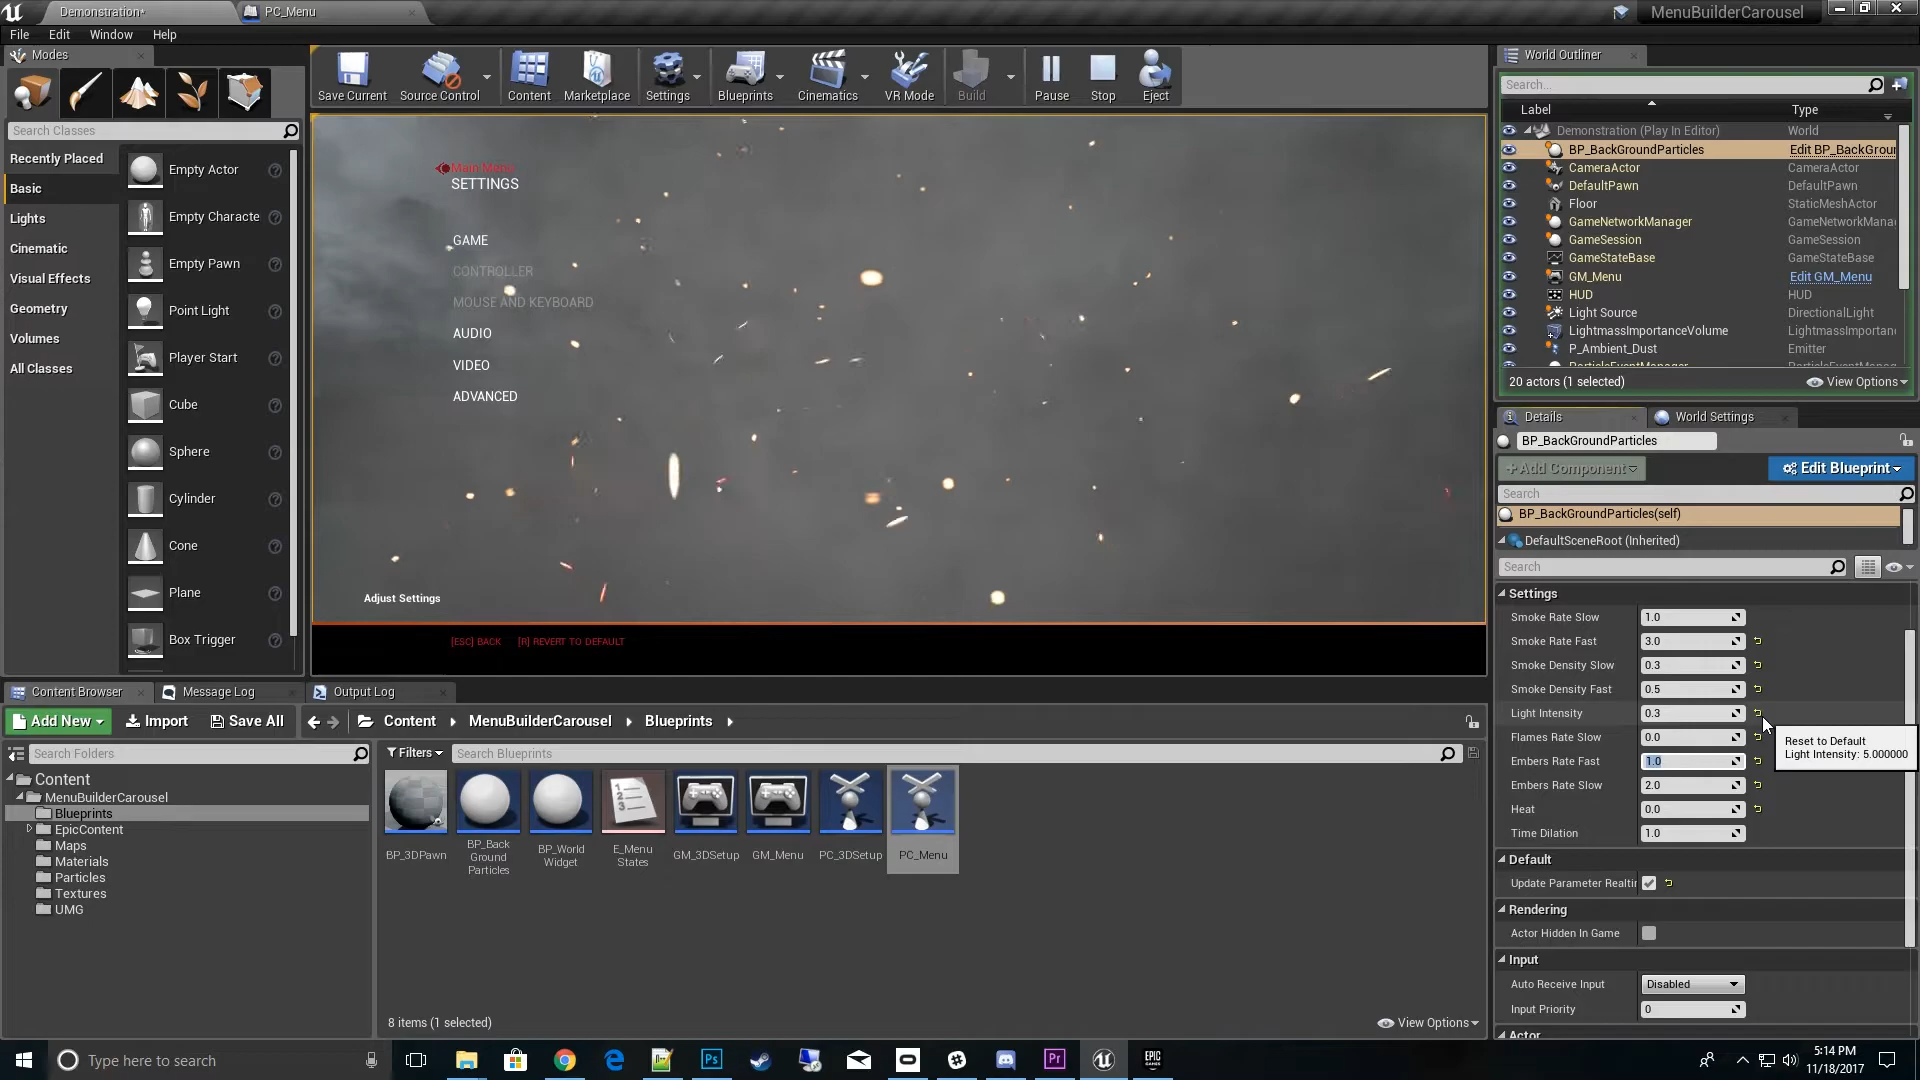 Demonstration*
PC_Menu
MenuBuilderCarousel
File Edit Window Help
Modes
Save Current
Source Control
Content
Marketplace
Settings
Blueprints
Cinematics
VR Mode
Build
Pause
Stop
Eject
Search Classes
Recently Placed
Basic
Lights
Cinematic
Visual Effects
Geometry
Volumes
All Classes
Empty Actor
Empty Characte
Empty Pawn
Point Light
Player Start
Cube
Sphere
Cylinder
Cone
Plane
Box Trigger
Main Menu
SETTINGS
GAME
CONTROLLER
MOUSE AND KEYBOARD
AUDIO
VIDEO
ADVANCED
Adjust Settings
[ESC] BACK [R] REVERT TO DEFAULT
World Outliner
Search...
Label Type
Demonstration (Play In Editor) World
BP_BackGroundParticles Edit BP_BackGrour
CameraActor CameraActor
DefaultPawn DefaultPawn
Floor StaticMeshActor
GameNetworkManager GameNetworkMana
GameSession GameSession
GameStateBase GameStateBase
GM_Menu Edit GM_Menu
HUD HUD
Light Source DirectionalLight
LightmassImportanceVolume LightmassImportanc
P_Ambient_Dust Emitter
ParticleEventManager
20 actors (1 selected) View Options
Details
World Settings
BP_BackGroundParticles
+Add Component
Edit Blueprint
Search
BP_BackGroundParticles(self)
DefaultSceneRoot (Inherited)
Search
Settings
Smoke Rate Slow 1.0
Smoke Rate Fast 3.0
Smoke Density Slow 0.3
Smoke Density Fast 0.5
Light Intensity 0.3
Flames Rate Slow 0.0
Embers Rate Fast 1.0
Embers Rate Slow 2.0
Heat 0.0
Time Dilation 1.0
Reset to Default
Light Intensity: 5.000000
Default
Update Parameter Realtir
Rendering
Actor Hidden In Game
Input
Auto Receive Input Disabled
Input Priority 0
Actor
Content Browser
Message Log
Output Log
Add New
Import
Save All
Content
MenuBuilderCarousel
Blueprints
Search Folders
Filters
Search Blueprints
Content
MenuBuilderCarousel
Blueprints
EpicContent
Maps
Materials
Particles
Textures
UMG
BP_3DPawn
BP_Back
Ground
Particles
BP_World
Widget
E_Menu
States
GM_3DSetup
GM_Menu
PC_3DSetup
PC_Menu
8 items (1 selected)
View Options
Type here to search
Ps
Pr
EPIC
GAMES
5:14 PM
11/18/2017